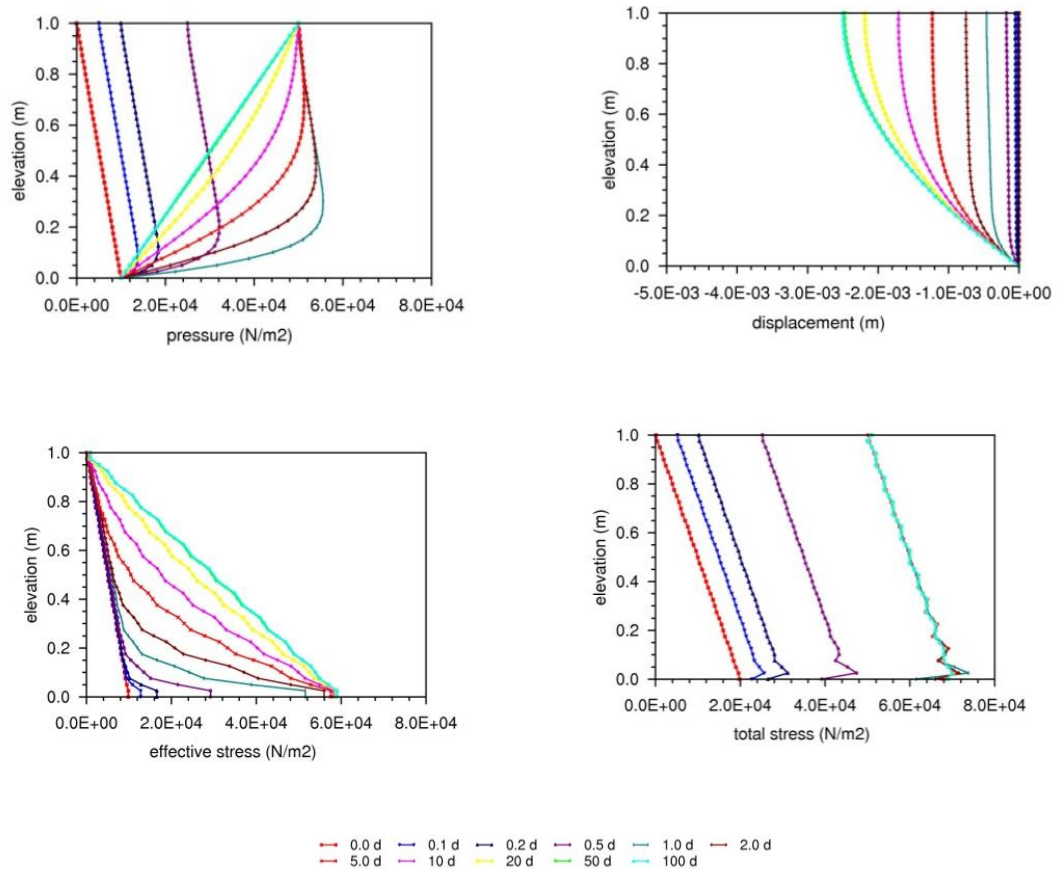 1.0
0.8
0.6
0.4
0.2
0.0
elevation (m)
0.0E+00 2.0E+04 4.0E+04 6.0E+04 8.0E+04
pressure (N/m2)
1.0
0.8
0.6
0.4
0.2
0.0
elevation (m)
-5.0E-03 -4.0E-03 -3.0E-03 -2.0E-03 -1.0E-03 0.0E+00
displacement (m)
1.0
0.8
0.6
0.4
0.2
0.0
elevation (m)
0.0E+00 2.0E+04 4.0E+04 6.0E+04 8.0E+04
effective stress (N/m2)
1.0
0.8
0.6
0.4
0.2
0.0
elevation (m)
0.0E+00 2.0E+04 4.0E+04 6.0E+04 8.0E+04
total stress (N/m2)
0.0 d 0.1 d 0.2 d 0.5 d 1.0 d 2.0 d
5.0 d 10 d 20 d 50 d 100 d